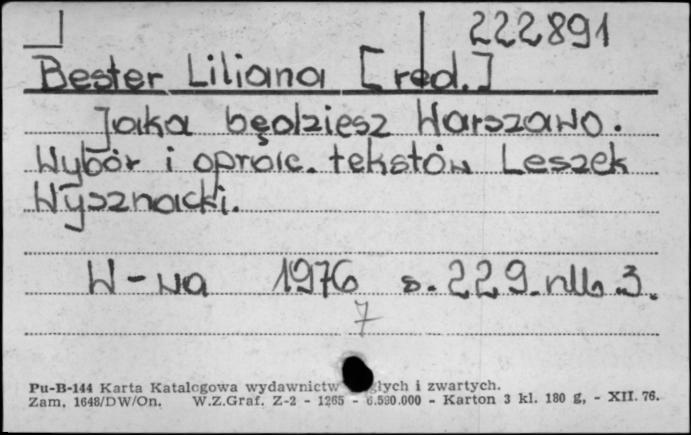 222891
Bester Liliana [red.]
Jaka będziesz Warszawo.
Wybór i oprac. tekstów Leszek
Wysznacki.
W-wa 1976 s. 229. nlb 3.
7
Pu-B-144 Karta Katalogowa wydawnictw i zwartych.
Zam, 1648/DW/On. W.Z.Graf. Z-2 - 1265 - 6.590.000 - Karton 3 kl. 180 g, - XII. 76.